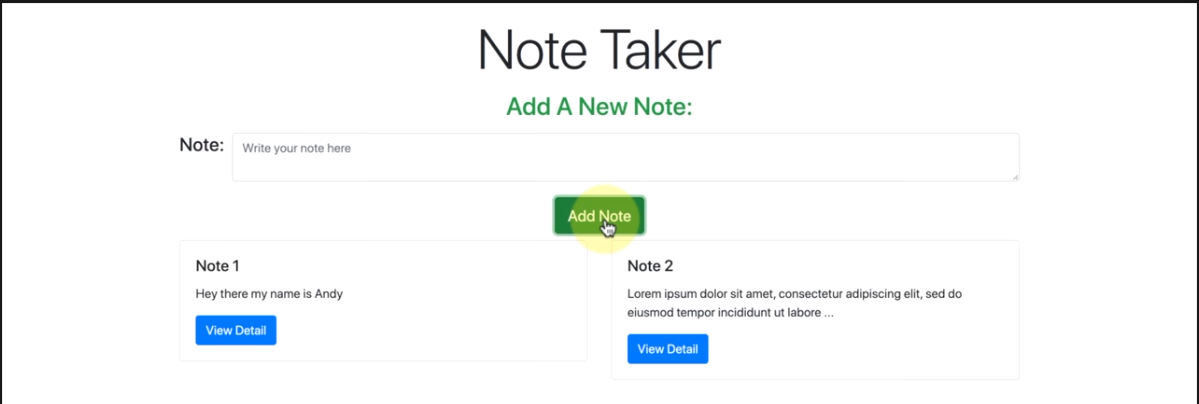 Note Taker
Add A New Note:
Note:
Write your note here
Add Note
Note 1
Hey there my name is Andy
View Detail
Note 2
Lorem ipsum dolor sit amet, consectetur adipiscing elit, sed do
eiusmod tempor incididunt ut labore ...
View Detail